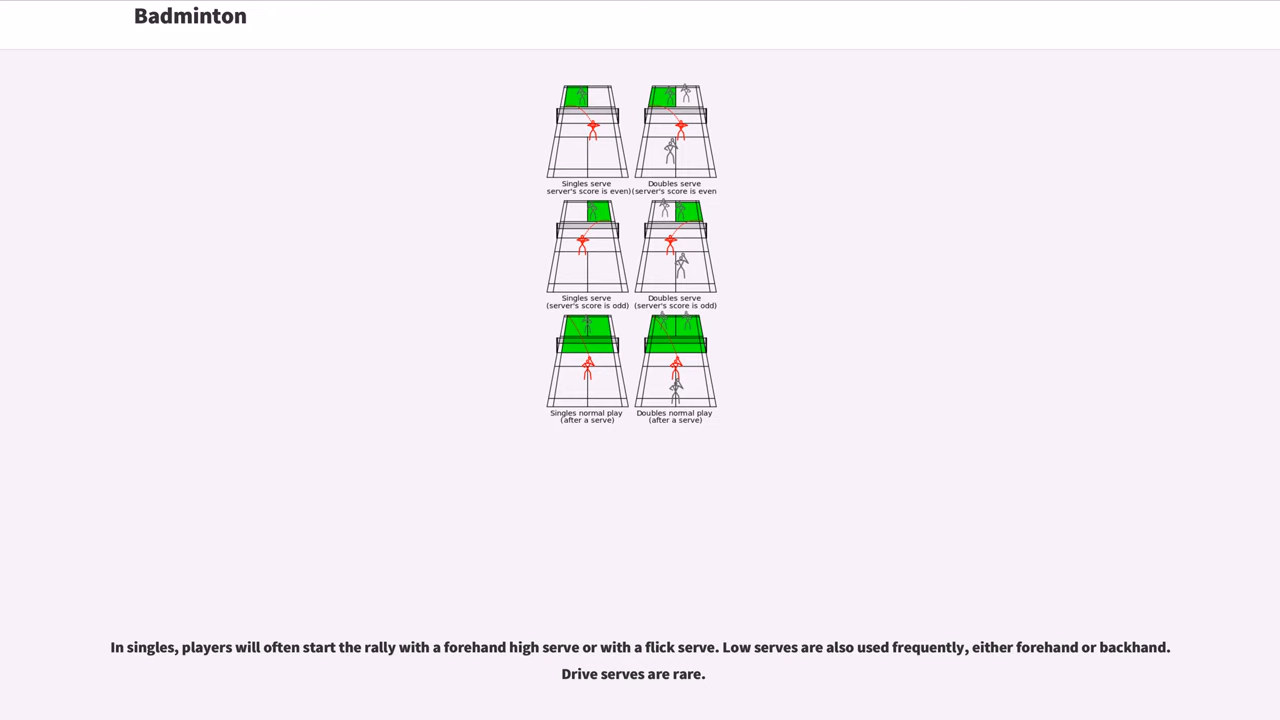 Badminton
Singles serve
server's score is even)
Doubles serve
(server's score is even
Singles serve
(server's score is odd)
Doubles serve
(server's score is odd)
Singles normal play
(after a serve)
Doubles normal play
(after a serve)
In singles, players will often start the rally with a forehand high serve or with a flick serve. Low serves are also used frequently, either forehand or backhand.
Drive serves are rare.